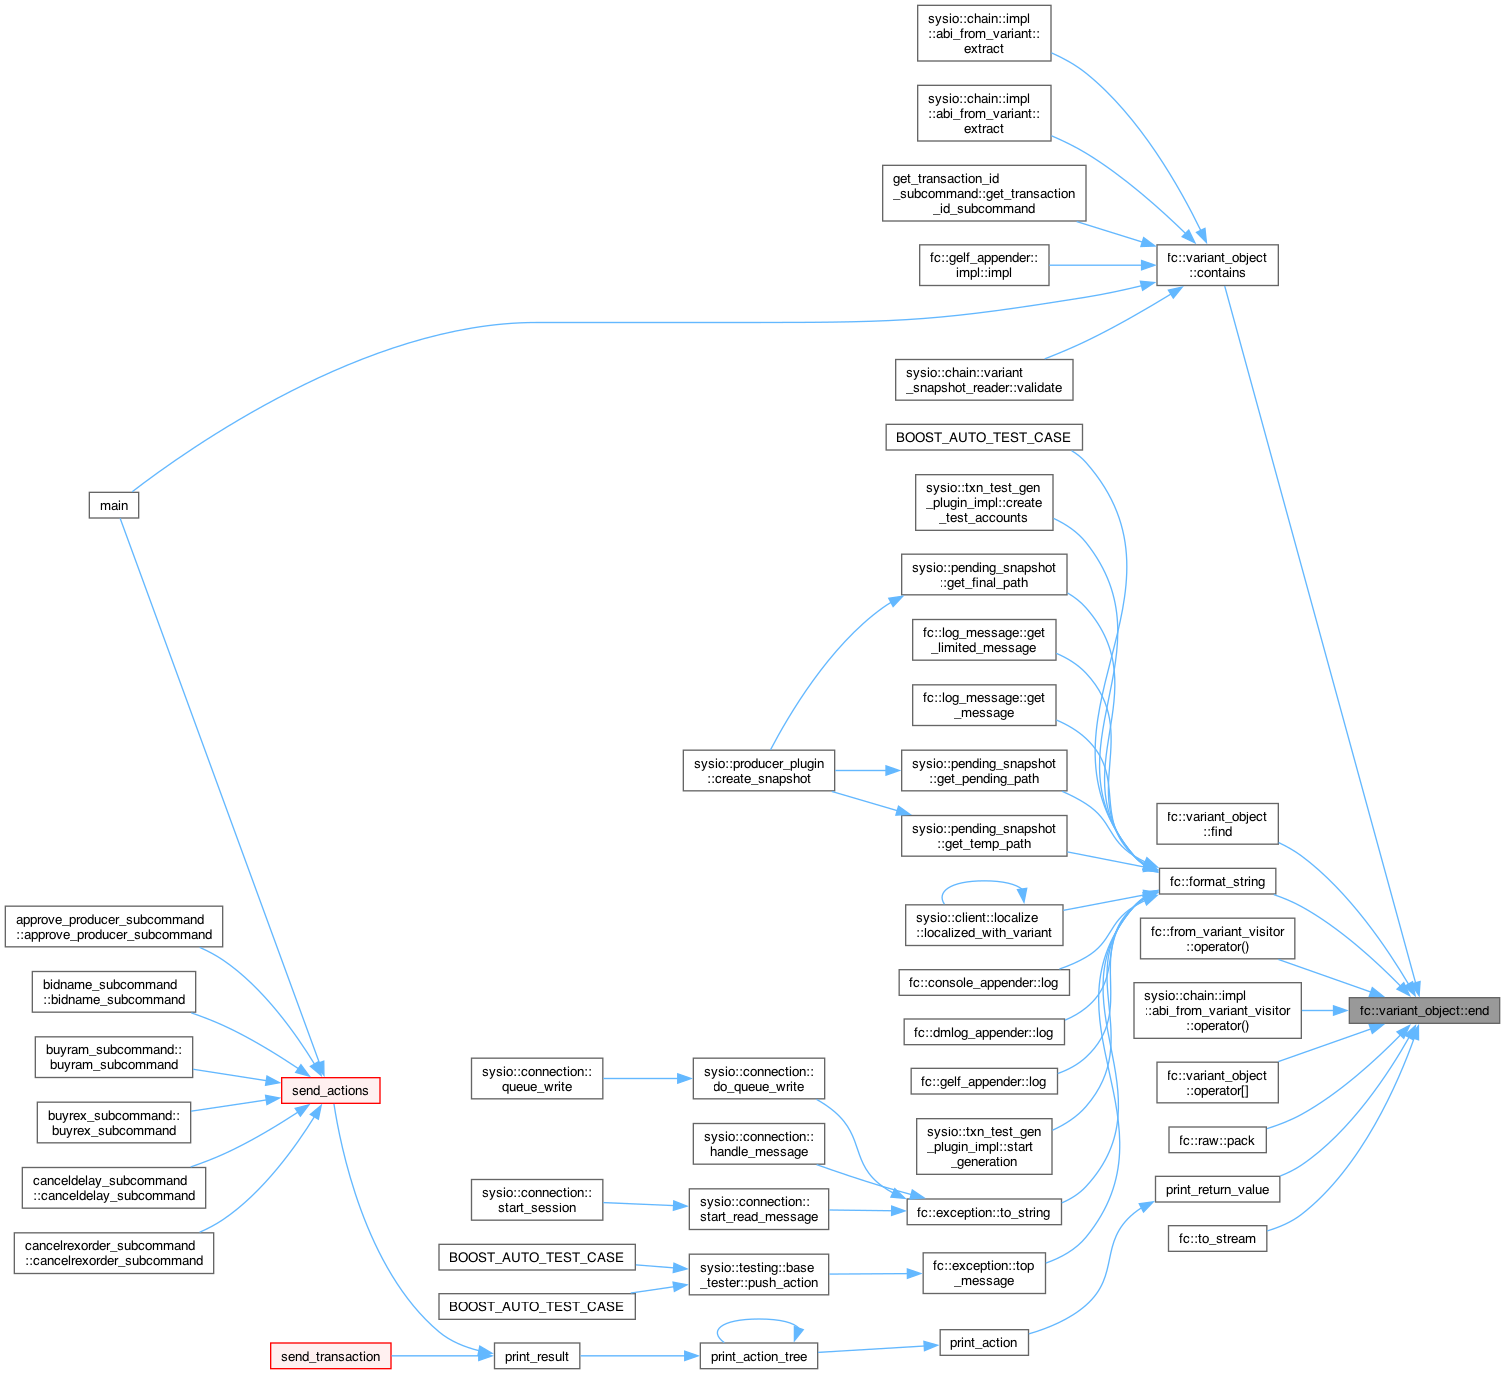 sysio::chain::impl
::abi_from_variant::
extract
sysio::chain::impl
::abi_from_variant::
extract
get_transaction_id
_subcommand::get_transaction
_id_subcommand
fc::gelf_appender::
impl::impl
fc::variant_object
::contains
sysio::chain::variant
_snapshot_reader::validate
BOOST_AUTO_TEST_CASE
main
sysio::txn_test_gen
_plugin_impl::create
_test_accounts
sysio::pending_snapshot
::get_final_path
fc::log_message::get
_limited_message
fc::log_message::get
_message
sysio::producer_plugin
::create_snapshot
sysio::pending_snapshot
::get_pending_path
sysio::pending_snapshot
::get_temp_path
fc::variant_object
::find
fc::format_string
sysio::client::localize
::localized_with_variant
fc::from_variant_visitor
::operator()
approve_producer_subcommand
::approve_producer_subcommand
bidname_subcommand
::bidname_subcommand
fc::console_appender::log
sysio::chain::impl
::abi_from_variant_visitor
::operator()
fc::variant_object::end
fc::dmlog_appender::log
buyram_subcommand::
buyram_subcommand
send_actions
sysio::connection::
queue_write
sysio::connection::
do_queue_write
fc::gelf_appender::log
fc::variant_object
::operator[]
buyrex_subcommand::
buyrex_subcommand
sysio::connection::
handle_message
sysio::txn_test_gen
_plugin_impl::start
_generation
fc::raw::pack
canceldelay_subcommand
::canceldelay_subcommand
sysio::connection::
start_session
sysio::connection::
start_read_message
fc::exception::to_string
print_return_value
cancelrexorder_subcommand
::cancelrexorder_subcommand
fc::to_stream
BOOST_AUTO_TEST_CASE
sysio::testing::base
_tester::push_action
fc::exception::top
_message
BOOST_AUTO_TEST_CASE
send_transaction
print_result
print_action_tree
print_action